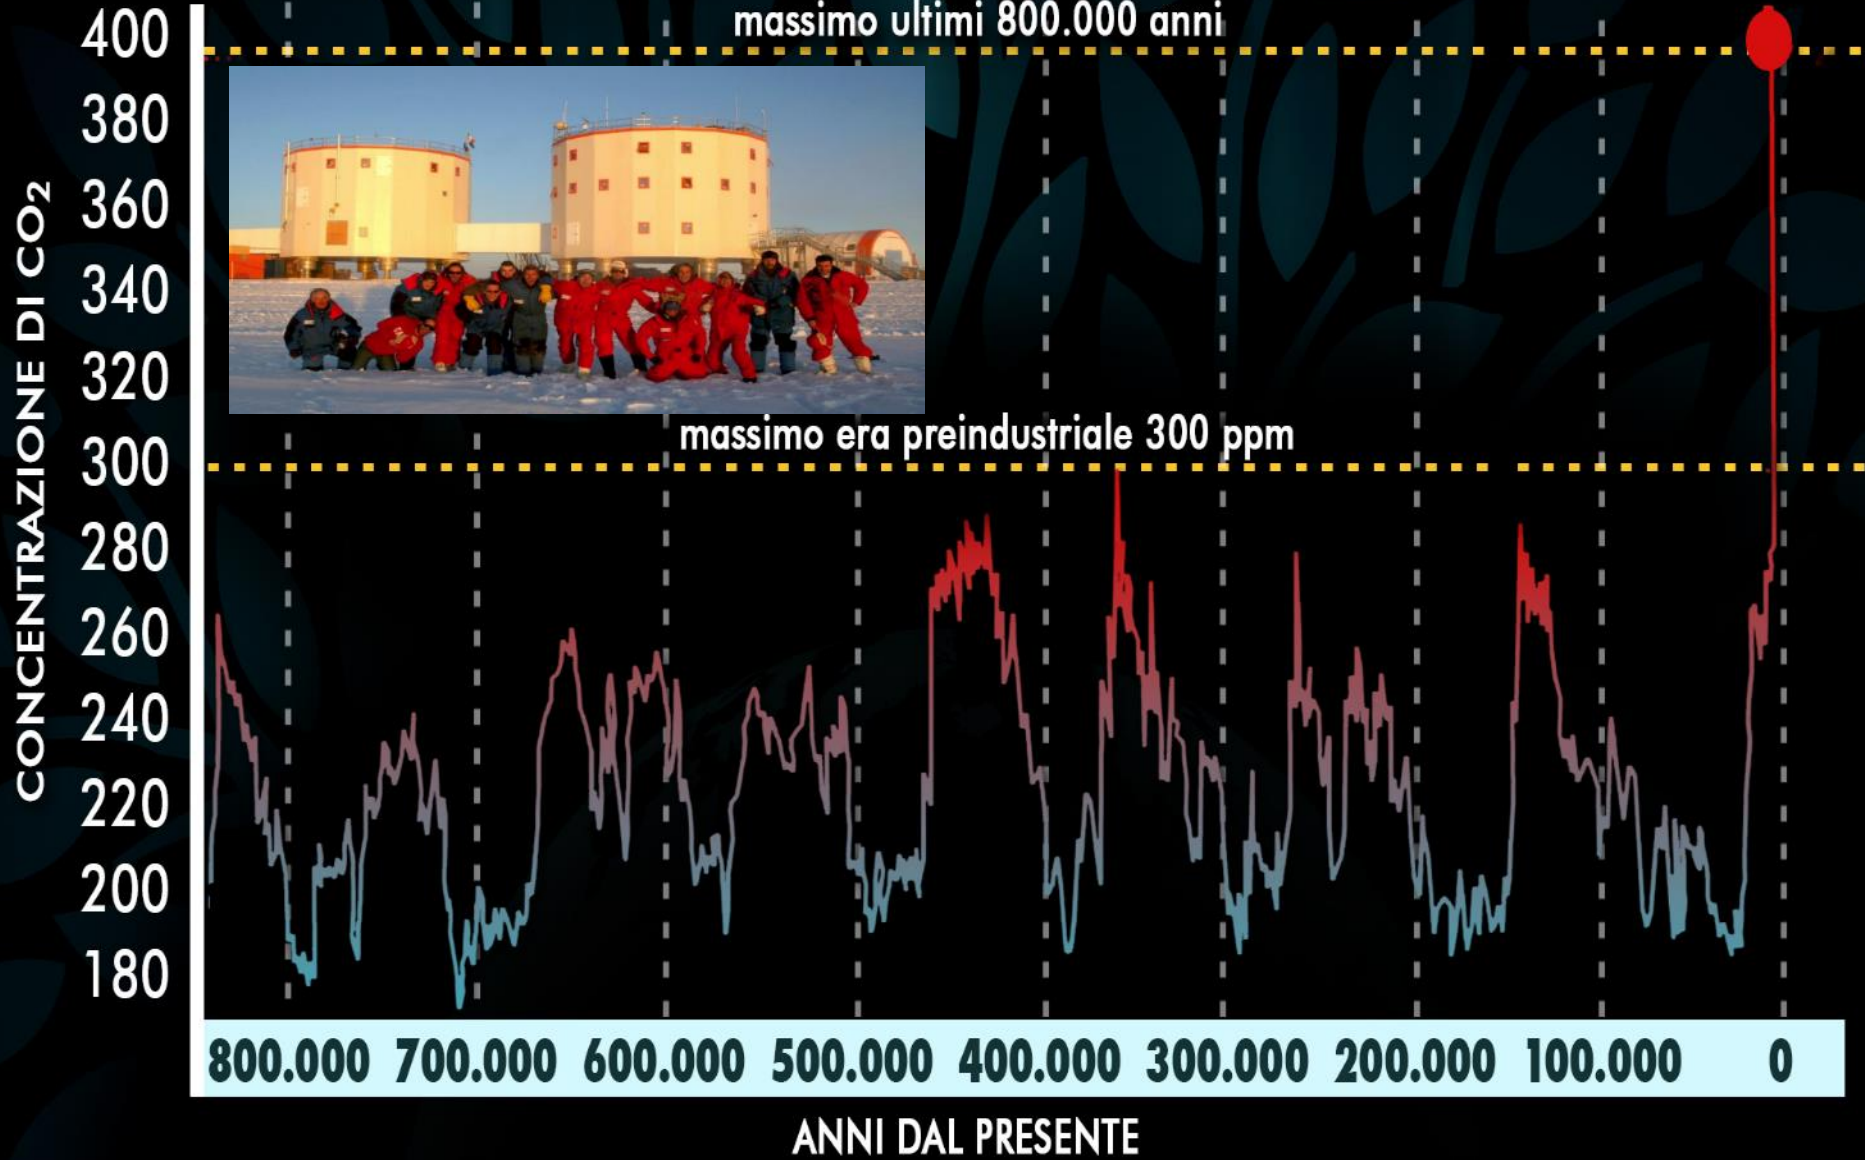 massimo ultimi 800.000 anni
400
380
360
340
320
300
280
260
240
220
200
180
CONCENTRAZIONE DI CO2
massimo era preindustriale 300 ppm
800.000 700.000 600.000 500.000 400.000 300.000 200.000 100.000 0
ANNI DAL PRESENTE